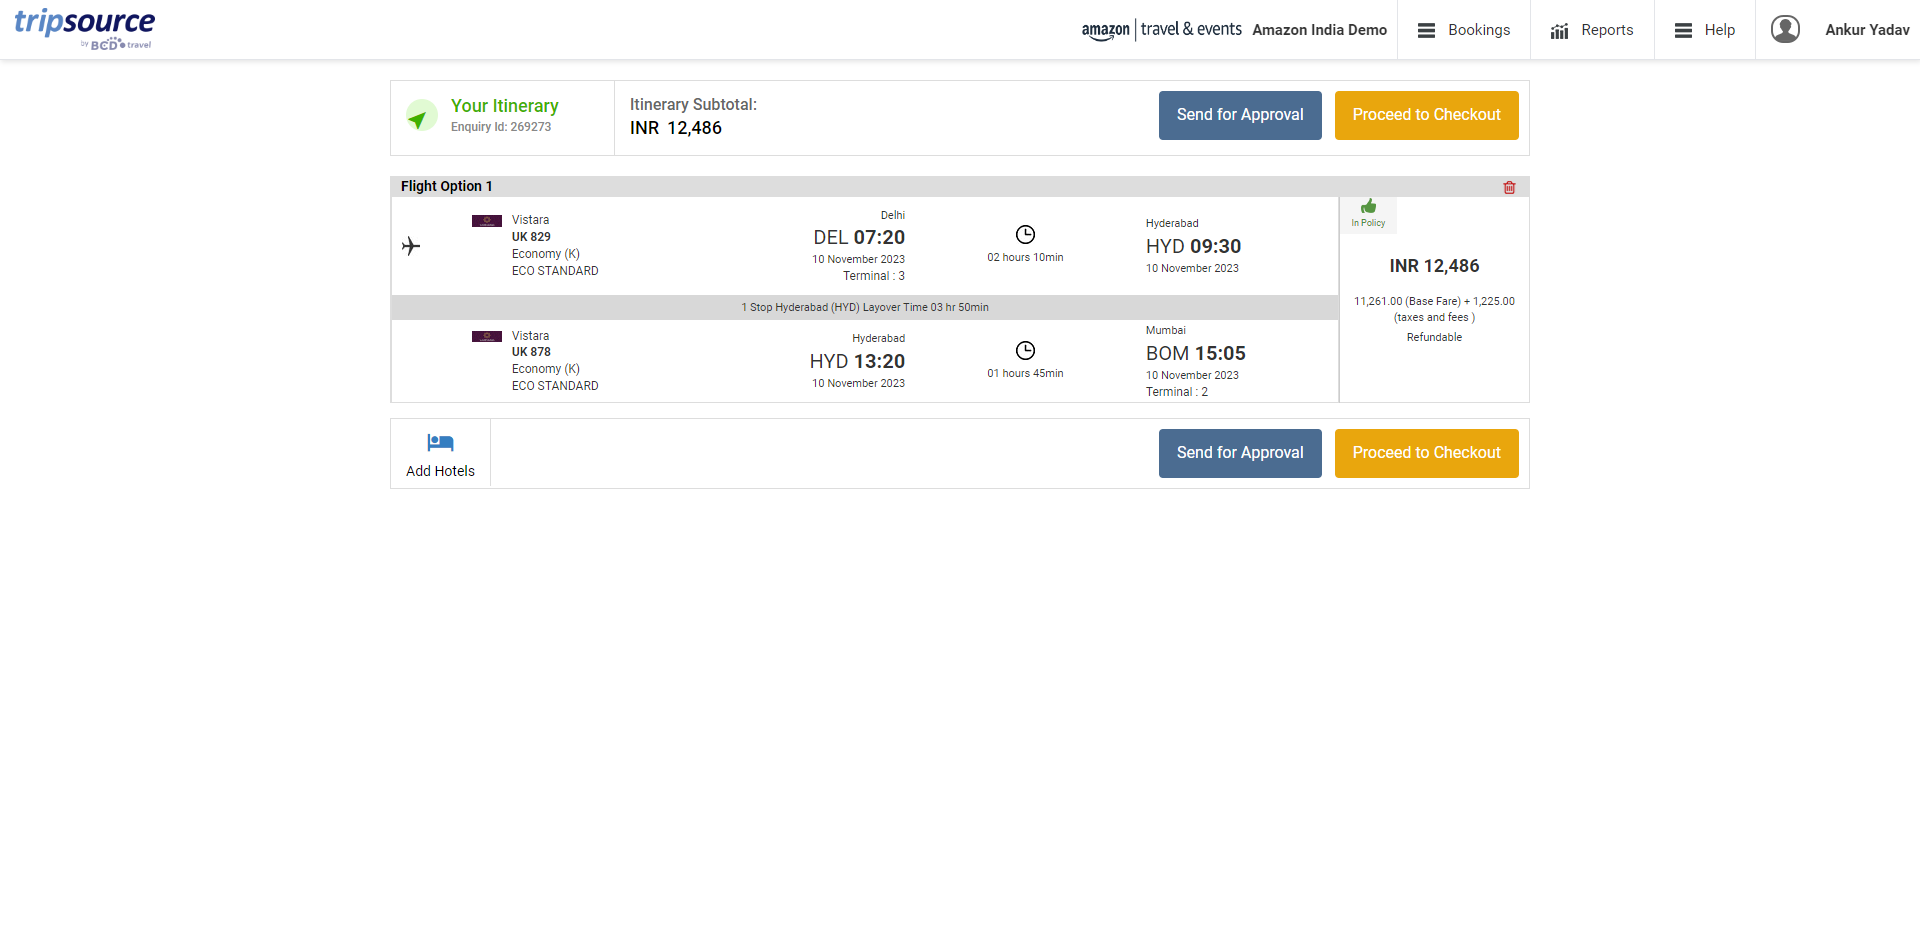 tripsource
by BCD travel
amazon travel & events Amazon India Demo
Bookings
Reports
Help
Ankur Yadav
Your Itinerary
Enquiry Id: 269273
Itinerary Subtotal:
INR 12,486
Send for Approval
Proceed to Checkout
Flight Option 1
Vistara
UK 829
Economy (K)
ECO STANDARD
Delhi
DEL 07:20
10 November 2023
Terminal : 3
02 hours 10min
Hyderabad
HYD 09:30
10 November 2023
In Policy
INR 12,486
11,261.00 (Base Fare) + 1,225.00
(taxes and fees )
Refundable
1 Stop Hyderabad (HYD) Layover Time 03 hr 50min
Vistara
UK 878
Economy (K)
ECO STANDARD
Hyderabad
HYD 13:20
10 November 2023
01 hours 45min
Mumbai
BOM 15:05
10 November 2023
Terminal : 2
Add Hotels
Send for Approval
Proceed to Checkout